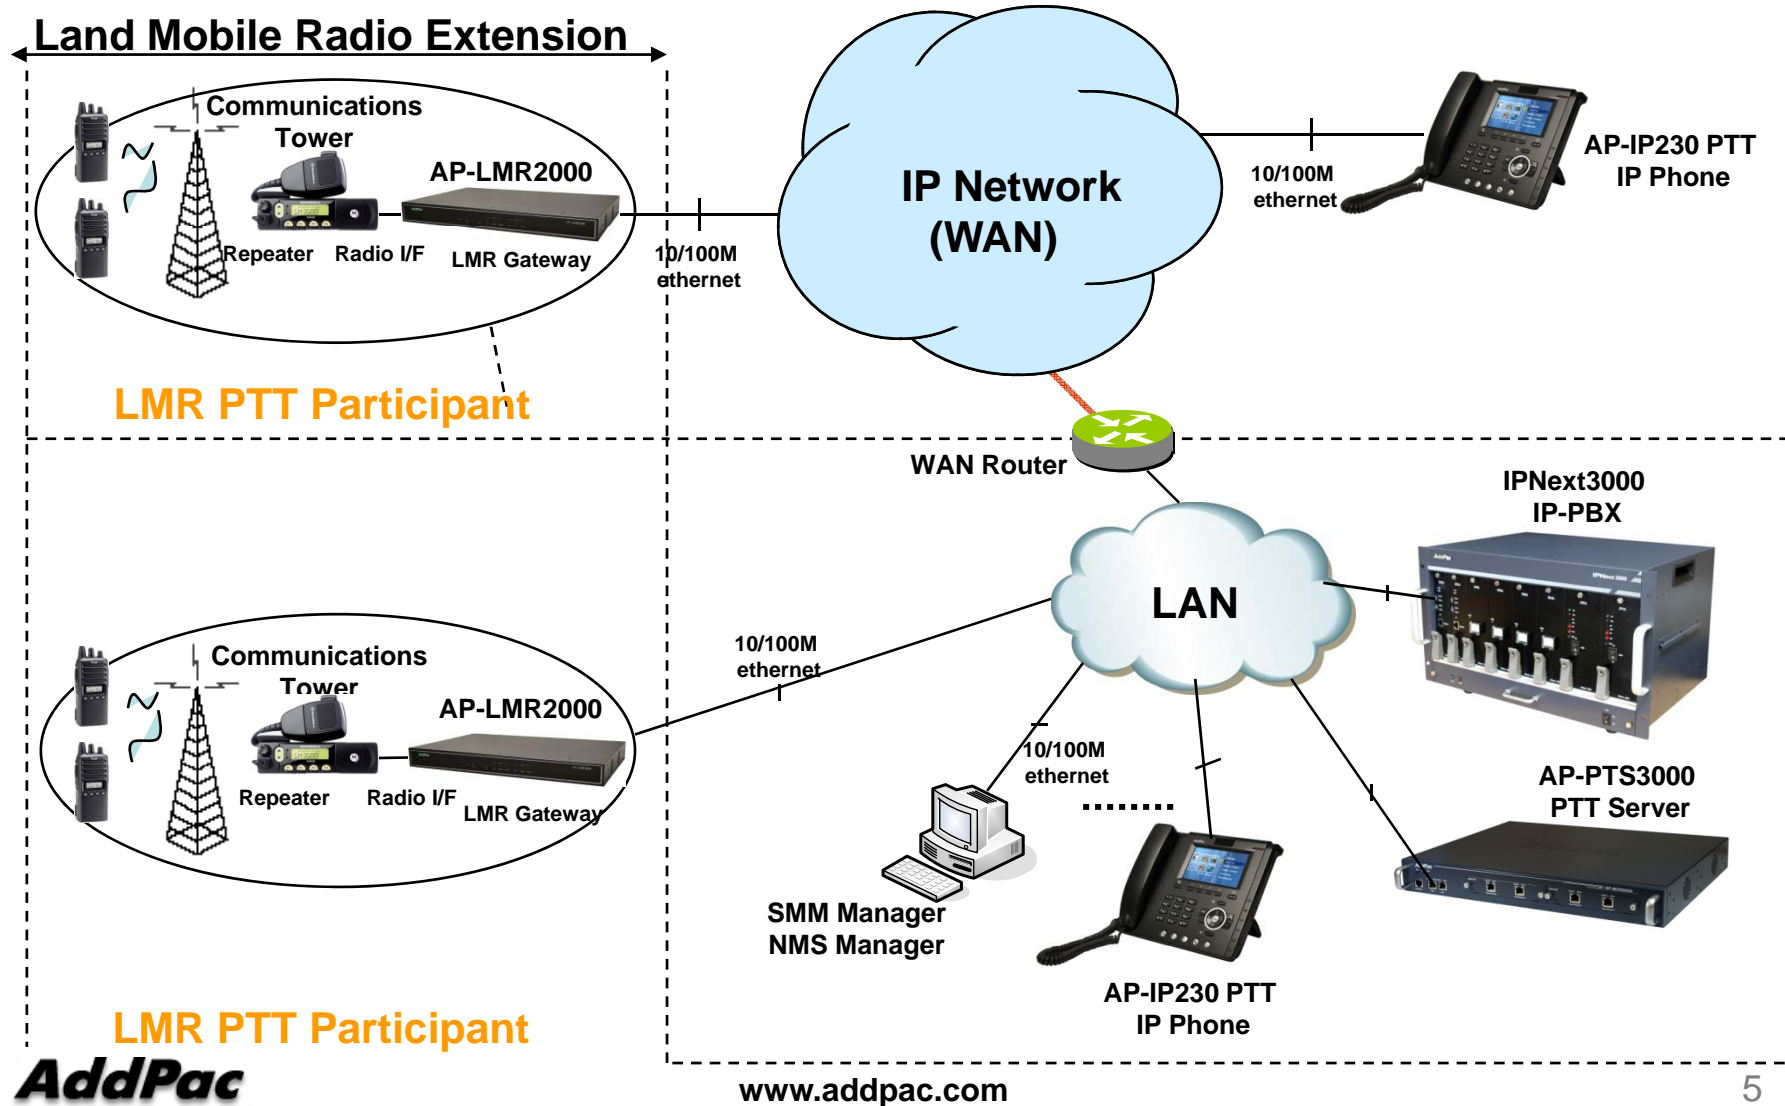 Land Mobile Radio Extension
Communications
Tower
AP-LMR2000
Repeater
Radio I/F
LMR Gateway
10/100M
ethernet
IP Network
(WAN)
10/100M
ethernet
AP-IP230 PTT
IP Phone
LMR PTT Participant
WAN Router
IPNext3000
IP-PBX
LAN
10/100M
ethernet
Communications
Tower
AP-LMR2000
Repeater
Radio I/F
LMR Gateway
10/100M
ethernet
AP-PTS3000
PTT Server
SMM Manager
NMS Manager
AP-IP230 PTT
IP Phone
LMR PTT Participant
AddPac
www.addpac.com
5